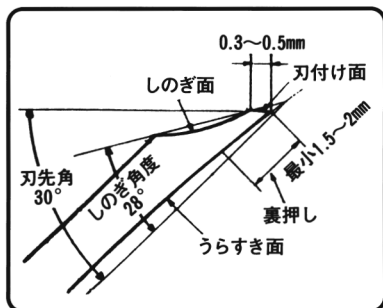 0.3~0.5mm
しのぎ面
刃付け面
刃先角
30°
しのぎ角度
28°
最小1.5~2mm
裏押し
うらすき面